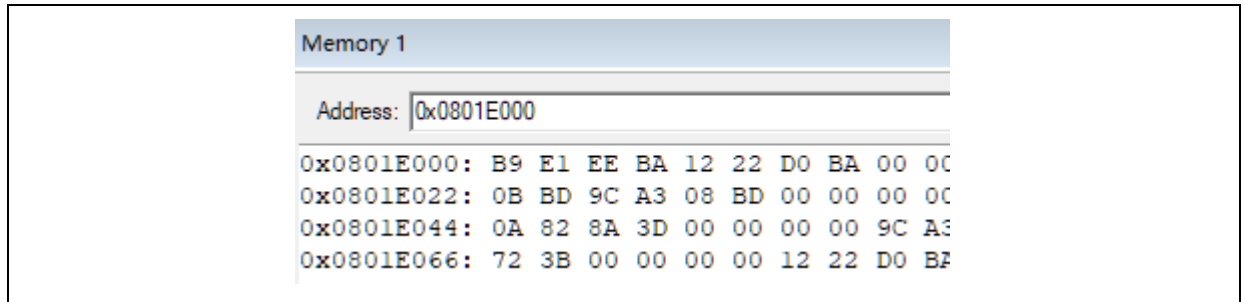 Memory 1
Address: 0x0801E000
0x0801E000: B9 E1 EE BA 12 22 D0 BA 00 00
0x0801E022: 0B BD 9C A3 08 BD 00 00 00 00
0x0801E044: 0A 82 8A 3D 00 00 00 00 9C A3
0x0801E066: 72 3B 00 00 00 00 12 22 D0 BA